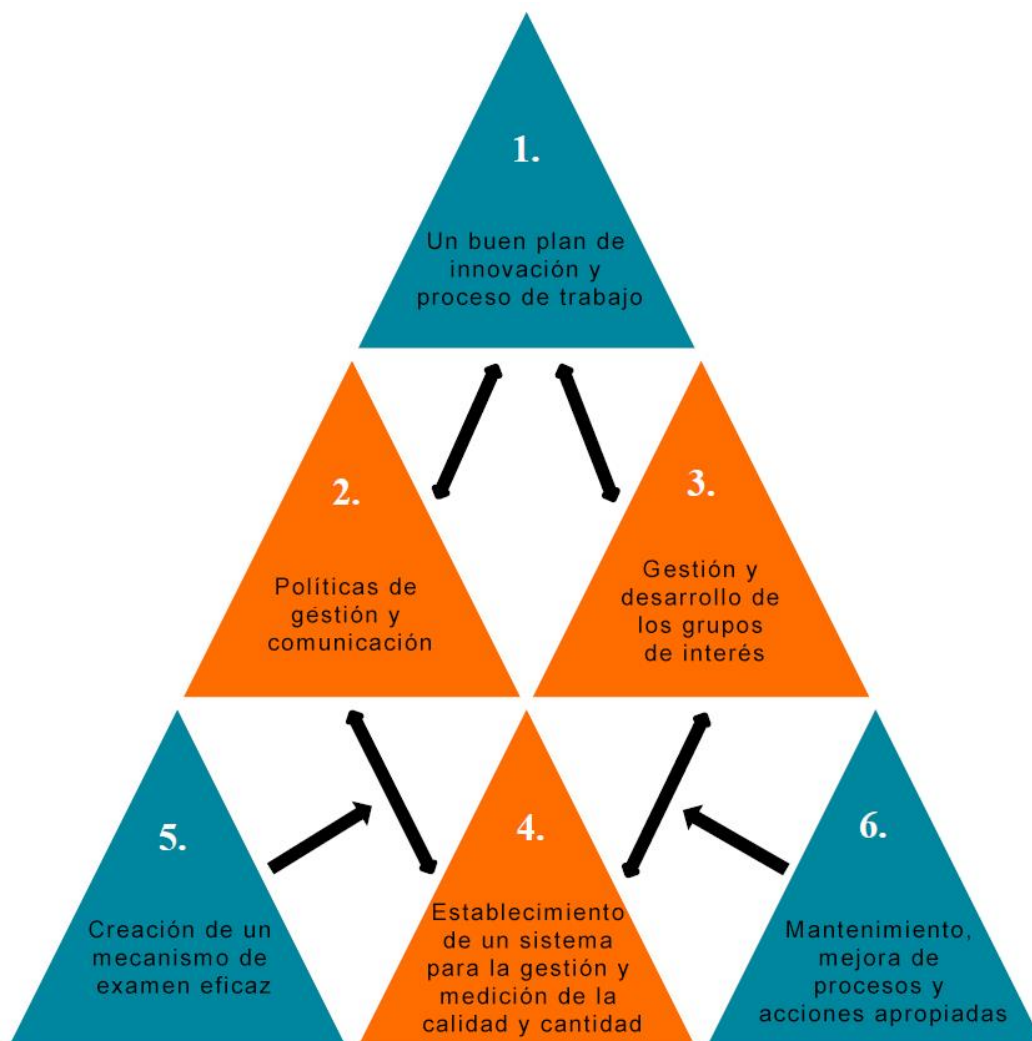 1.
Un buen plan de
innovación y
proceso de trabajo
2.
Políticas de
gestión y
comunicación
3.
Gestión y
desarrollo de
los grupos
de interés
5.
Creación de un
mecanismo de
examen eficaz
4.
Establecimiento
de un sistema
para la gestión y
medición de la
calidad y cantidad
6.
Mantenimiento,
mejora de
procesos y
acciones apropiadas